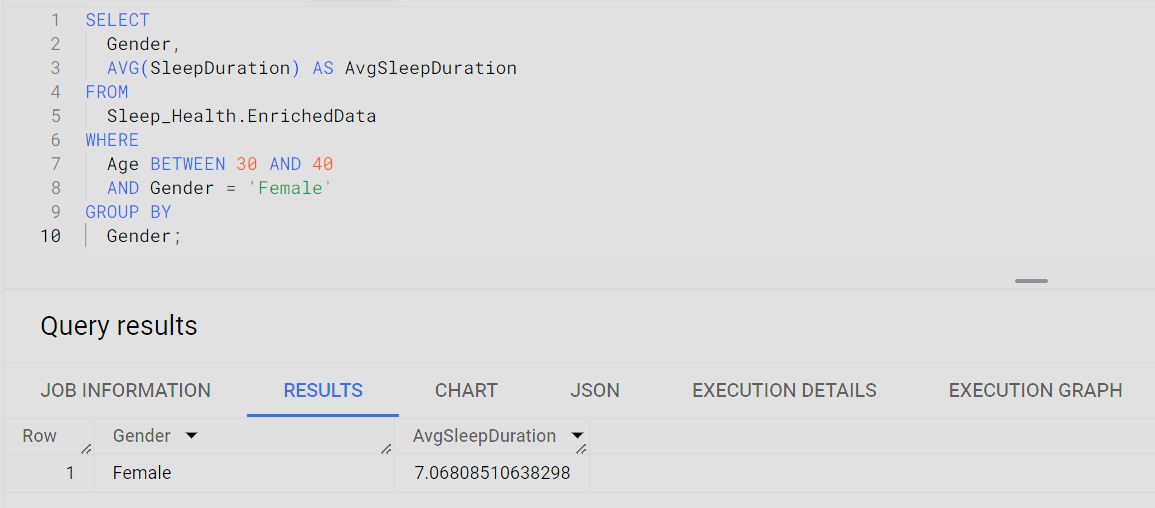 1 SELECT
2 Gender,
3 AVG(SleepDuration) AS AvgSleepDuration
4 FROM
5 Sleep_Health.EnrichedData
6 WHERE
7 Age BETWEEN 30 AND 40
8 AND Gender = 'Female'
9 GROUP BY
10 Gender;
Query results
JOB INFORMATION RESULTS CHART JSON EXECUTION DETAILS EXECUTION GRAPH
Row Gender AvgSleepDuration
1 Female 7.06808510638298